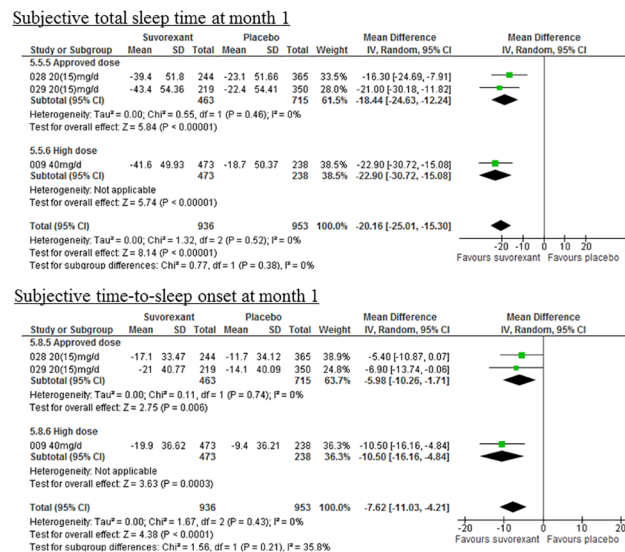 Subjective total sleep time at month 1
Suvorexant Placebo Mean Difference Mean Difference
Study or Subgroup Mean SD Total Mean SD Total Weight IV, Random, 95% CI IV, Random, 95% CI
5.5.5 Approved dose
028 20(15)mg/d -39.4 51.8 244 -23.1 51.66 365 33.5% -16.30 [-24.69, -7.91]
029 20(15)mg/d -43.4 54.36 219 -22.4 54.41 350 28.0% -21.00 [-30.18, -11.82]
Subtotal (95% CI) 463 715 61.5% -18.44 [-24.63, -12.24]
Heterogeneity: Tau² = 0.00; Chi² = 0.55, df = 1 (P = 0.46); I² = 0%
Test for overall effect: Z = 5.84 (P < 0.00001)
5.5.6 High dose
009 40mg/d -41.6 49.93 473 -18.7 50.37 238 38.5% -22.90 [-30.72, -15.08]
Subtotal (95% CI) 473 238 38.5% -22.90 [-30.72, -15.08]
Heterogeneity: Not applicable
Test for overall effect: Z = 5.74 (P < 0.00001)
Total (95% CI) 936 953 100.0% -20.16 [-25.01, -15.30]
Heterogeneity: Tau² = 0.00; Chi² = 1.32, df = 2 (P = 0.52); I² = 0%
Test for overall effect: Z = 8.14 (P < 0.00001)
Test for subgroup differences: Chi² = 0.77, df = 1 (P = 0.38), I² = 0%
-20 -10 0 10 20
Favours suvorexant Favours placebo
Subjective time-to-sleep onset at month 1
Suvorexant Placebo Mean Difference Mean Difference
Study or Subgroup Mean SD Total Mean SD Total Weight IV, Random, 95% CI IV, Random, 95% CI
5.8.5 Approved dose
028 20(15)mg/d -17.1 33.47 244 -11.7 34.12 365 38.9% -5.40 [-10.87, 0.07]
029 20(15)mg/d -21 40.77 219 -14.1 40.09 350 24.8% -6.90 [-13.74, -0.06]
Subtotal (95% CI) 463 715 63.7% -5.98 [-10.26, -1.71]
Heterogeneity: Tau² = 0.00; Chi² = 0.11, df = 1 (P = 0.74); I² = 0%
Test for overall effect: Z = 2.75 (P = 0.006)
5.8.6 High dose
009 40mg/d -19.9 36.62 473 -9.4 36.21 238 36.3% -10.50 [-16.16, -4.84]
Subtotal (95% CI) 473 238 36.3% -10.50 [-16.16, -4.84]
Heterogeneity: Not applicable
Test for overall effect: Z = 3.63 (P = 0.0003)
Total (95% CI) 936 953 100.0% -7.62 [-11.03, -4.21]
Heterogeneity: Tau² = 0.00; Chi² = 1.67, df = 2 (P = 0.43); I² = 0%
Test for overall effect: Z = 4.38 (P < 0.0001)
Test for subgroup differences: Chi² = 1.56, df = 1 (P = 0.21), I² = 35.8%
-20 -10 0 10 20
Favours suvorexant Favours placebo